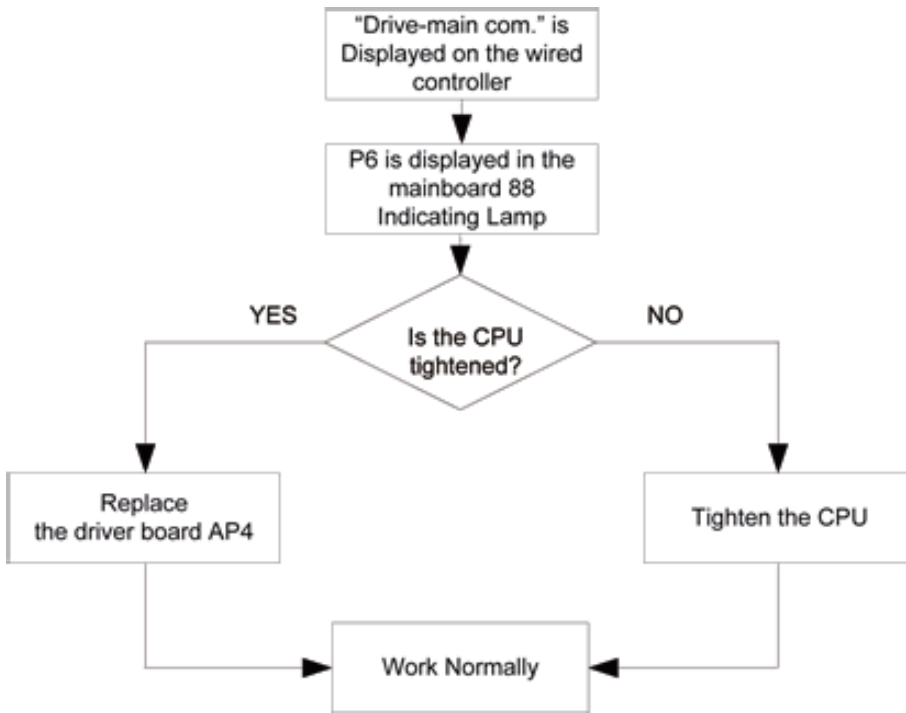 “Drive-main com.” is
Displayed on the wired
controller
P6 is displayed in the
mainboard 88
Indicating Lamp
YES
NO
Is the CPU
tightened?
Replace
the driver board AP4
Tighten the CPU
Work Normally